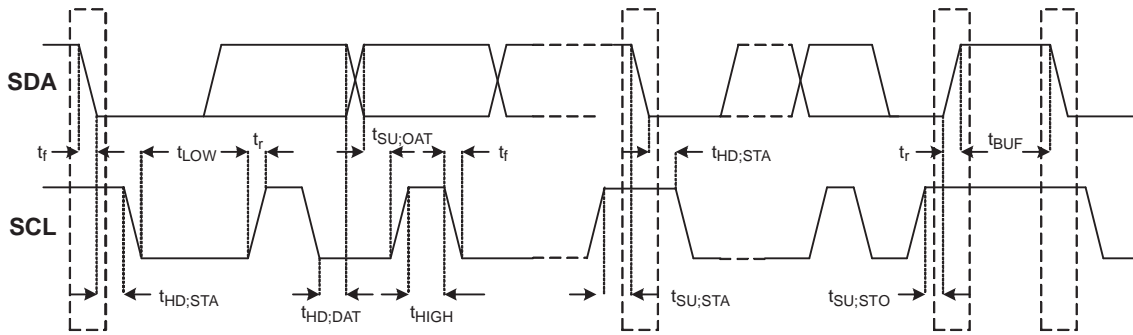 SDA
t_f
t_LOW
t_r
t_SU;OAT
t_f
t_HD;STA
t_r
t_BUF
SCL
t_HD;STA
t_HD;DAT
t_HIGH
t_SU;STA
t_SU;STO